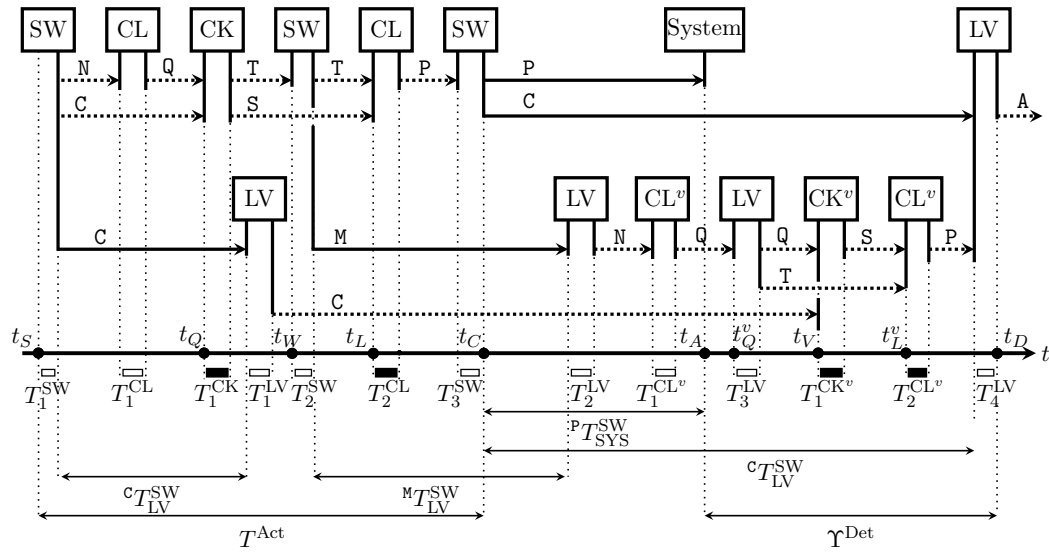 SW CL CK SW CL SW System LV
N Q T T P P
C S C A
LV LV CL^v LV CK^v CL^v
C M N Q Q S P
T
C
t_S t_Q t_W t_L t_C t_A t_Q^v t_V t_L^v t_D
t
T_1^SW T_1^CL T_1^CK T_1^LV T_2^SW T_2^CL T_3^SW T_2^LV T_1^{CL^v} T_3^LV T_1^{CK^v} T_2^{CL^v} T_4^LV
^P T_SYS^SW
^C T_LV^SW
^C T_LV^SW ^M T_LV^SW
T^Act Υ^Det